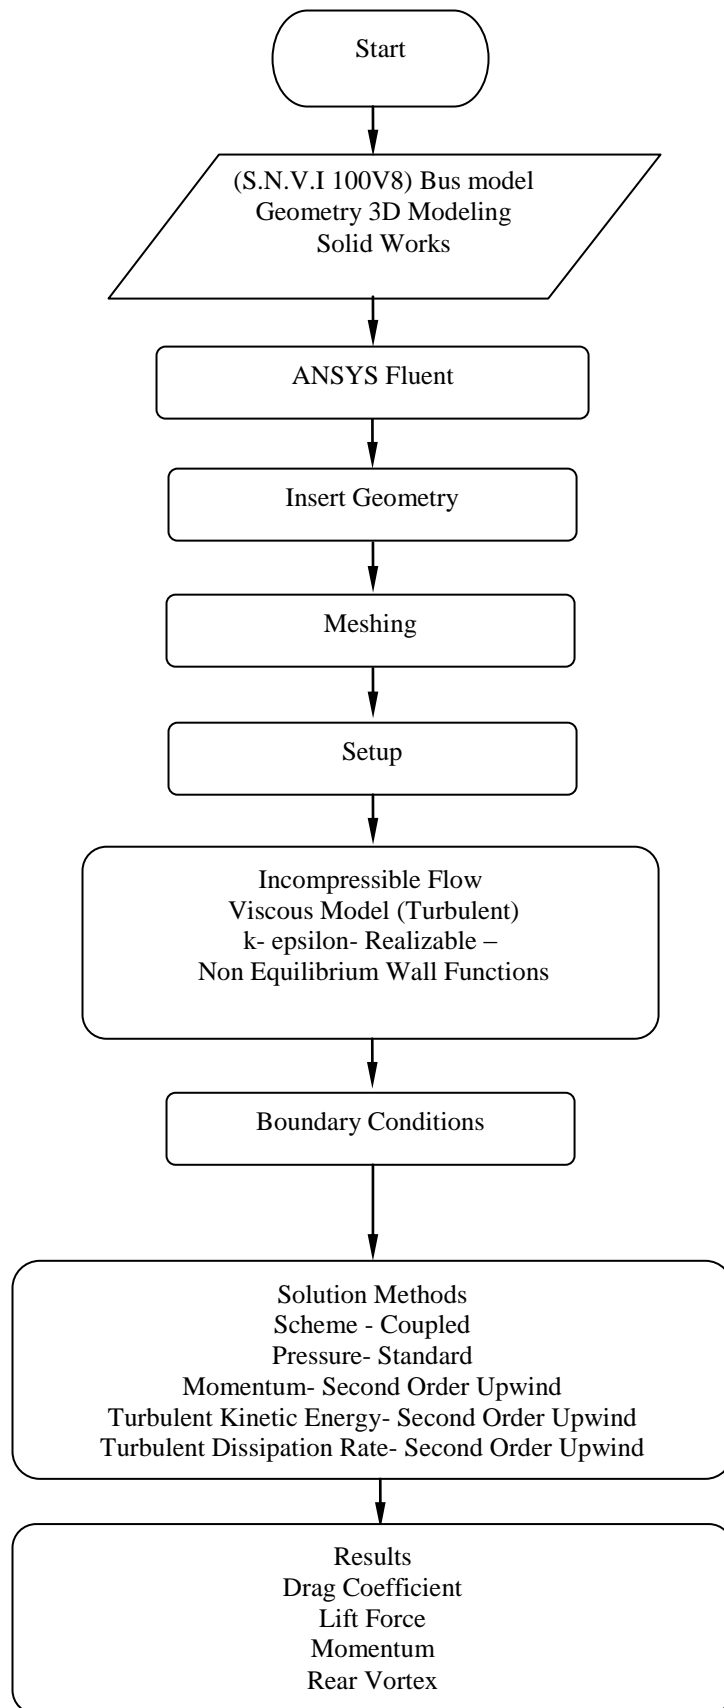 Start
(S.N.V.I 100V8) Bus model
Geometry 3D Modeling
Solid Works
ANSYS Fluent
Insert Geometry
Meshing
Setup
Incompressible Flow
Viscous Model (Turbulent)
k- epsilon- Realizable –
Non Equilibrium Wall Functions
Boundary Conditions
Solution Methods
Scheme - Coupled
Pressure- Standard
Momentum- Second Order Upwind
Turbulent Kinetic Energy- Second Order Upwind
Turbulent Dissipation Rate- Second Order Upwind
Results
Drag Coefficient
Lift Force
Momentum
Rear Vortex